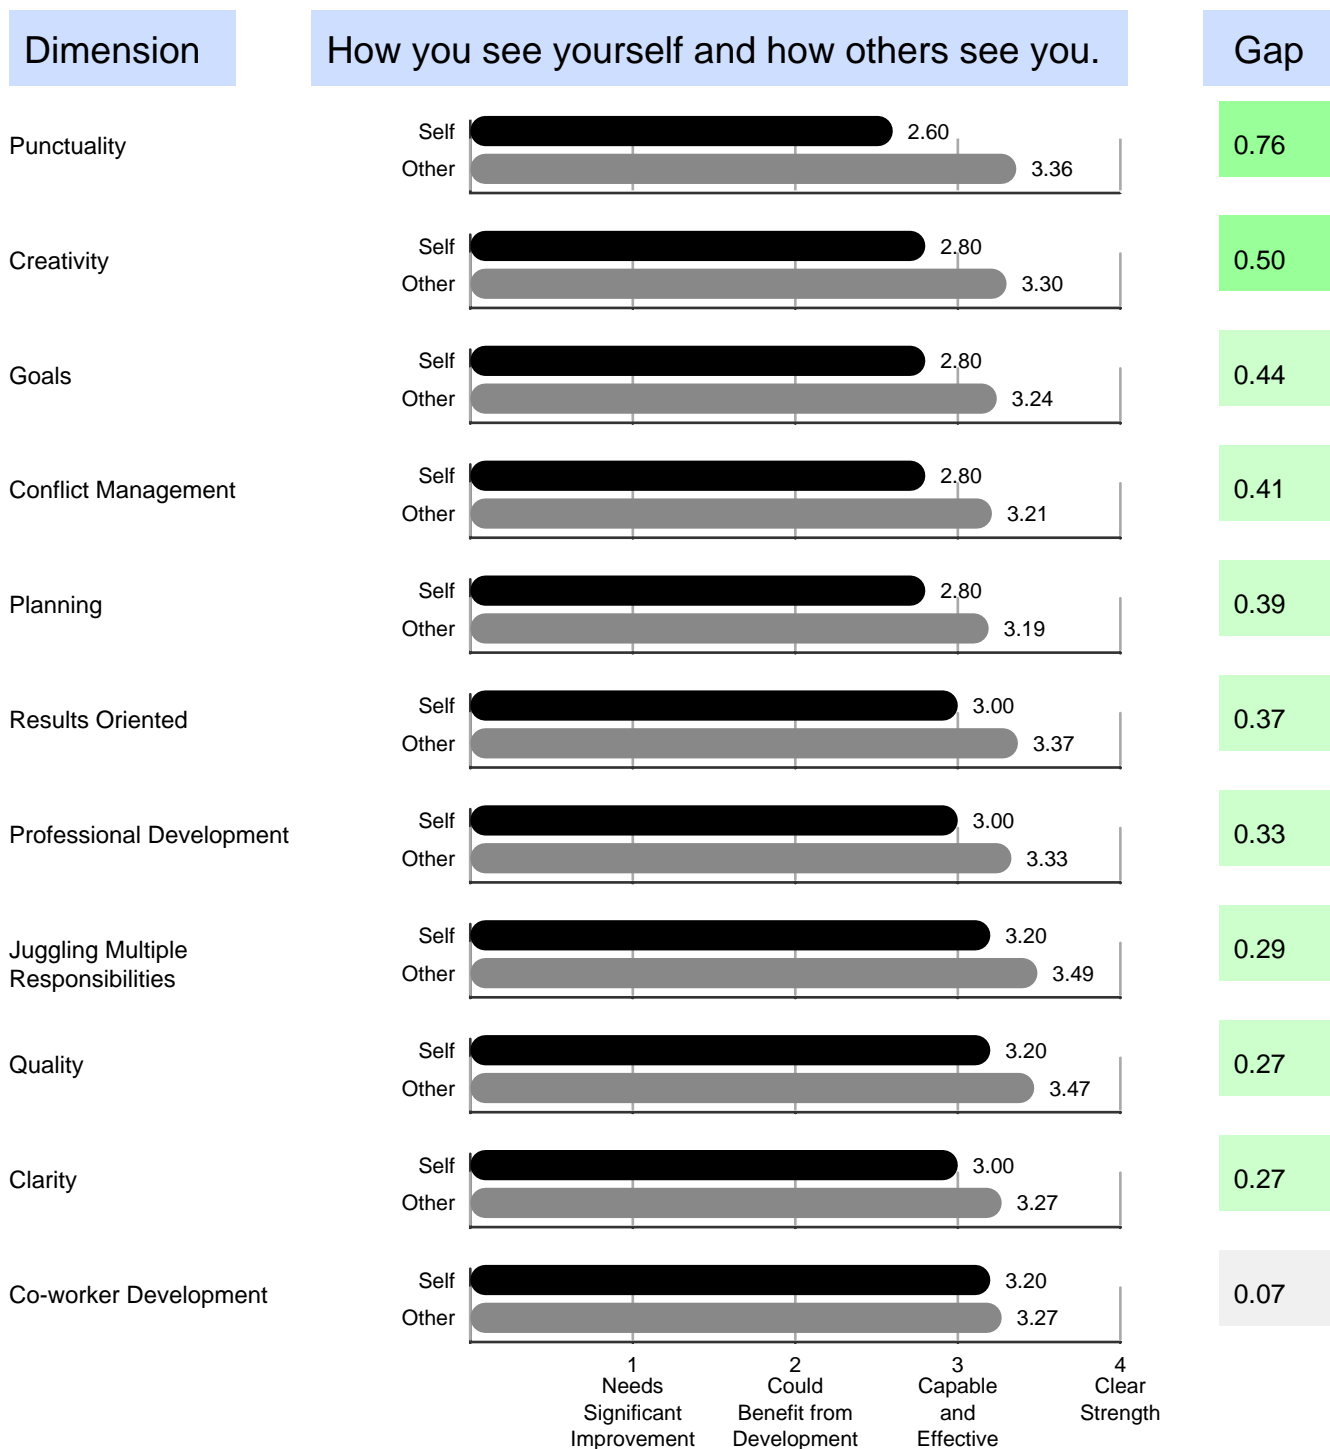 Dimension
How you see yourself and how others see you.
Gap
Punctuality
Self
2.60
Other
3.36
0.76
Creativity
Self
2.80
Other
3.30
0.50
Goals
Self
2.80
Other
3.24
0.44
Conflict Management
Self
2.80
Other
3.21
0.41
Planning
Self
2.80
Other
3.19
0.39
Results Oriented
Self
3.00
Other
3.37
0.37
Professional Development
Self
3.00
Other
3.33
0.33
Juggling Multiple
Responsibilities
Self
3.20
Other
3.49
0.29
Quality
Self
3.20
Other
3.47
0.27
Clarity
Self
3.00
Other
3.27
0.27
Co-worker Development
Self
3.20
Other
3.27
0.07
1
Needs
Significant
Improvement
2
Could
Benefit from
Development
3
Capable
and
Effective
4
Clear
Strength